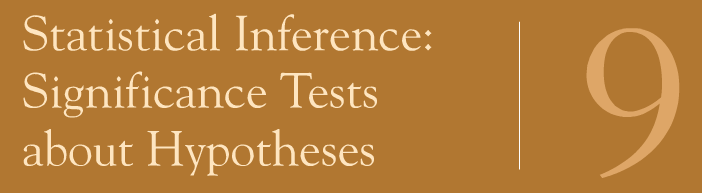 Statistical Inference:
Significance Tests
about Hypotheses
9